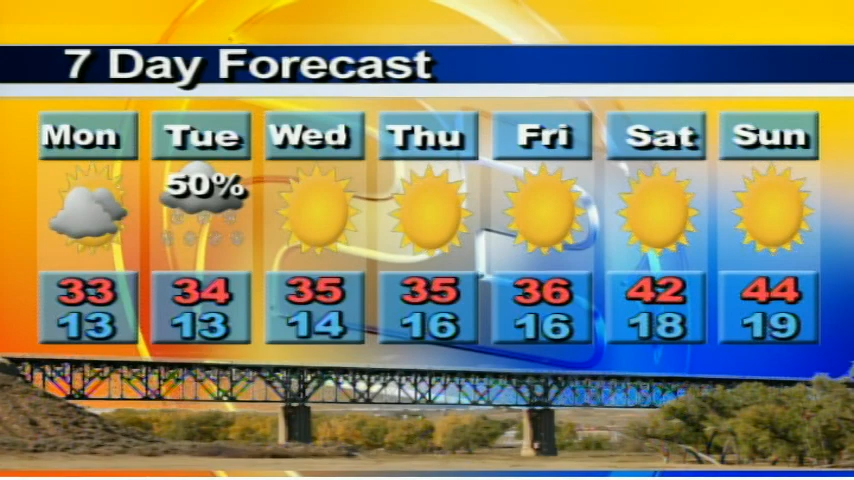 7 Day Forecast
Mon Tue Wed Thu Fri Sat Sun
50%
33 34 35 35 36 42 44
13 13 14 16 16 18 19